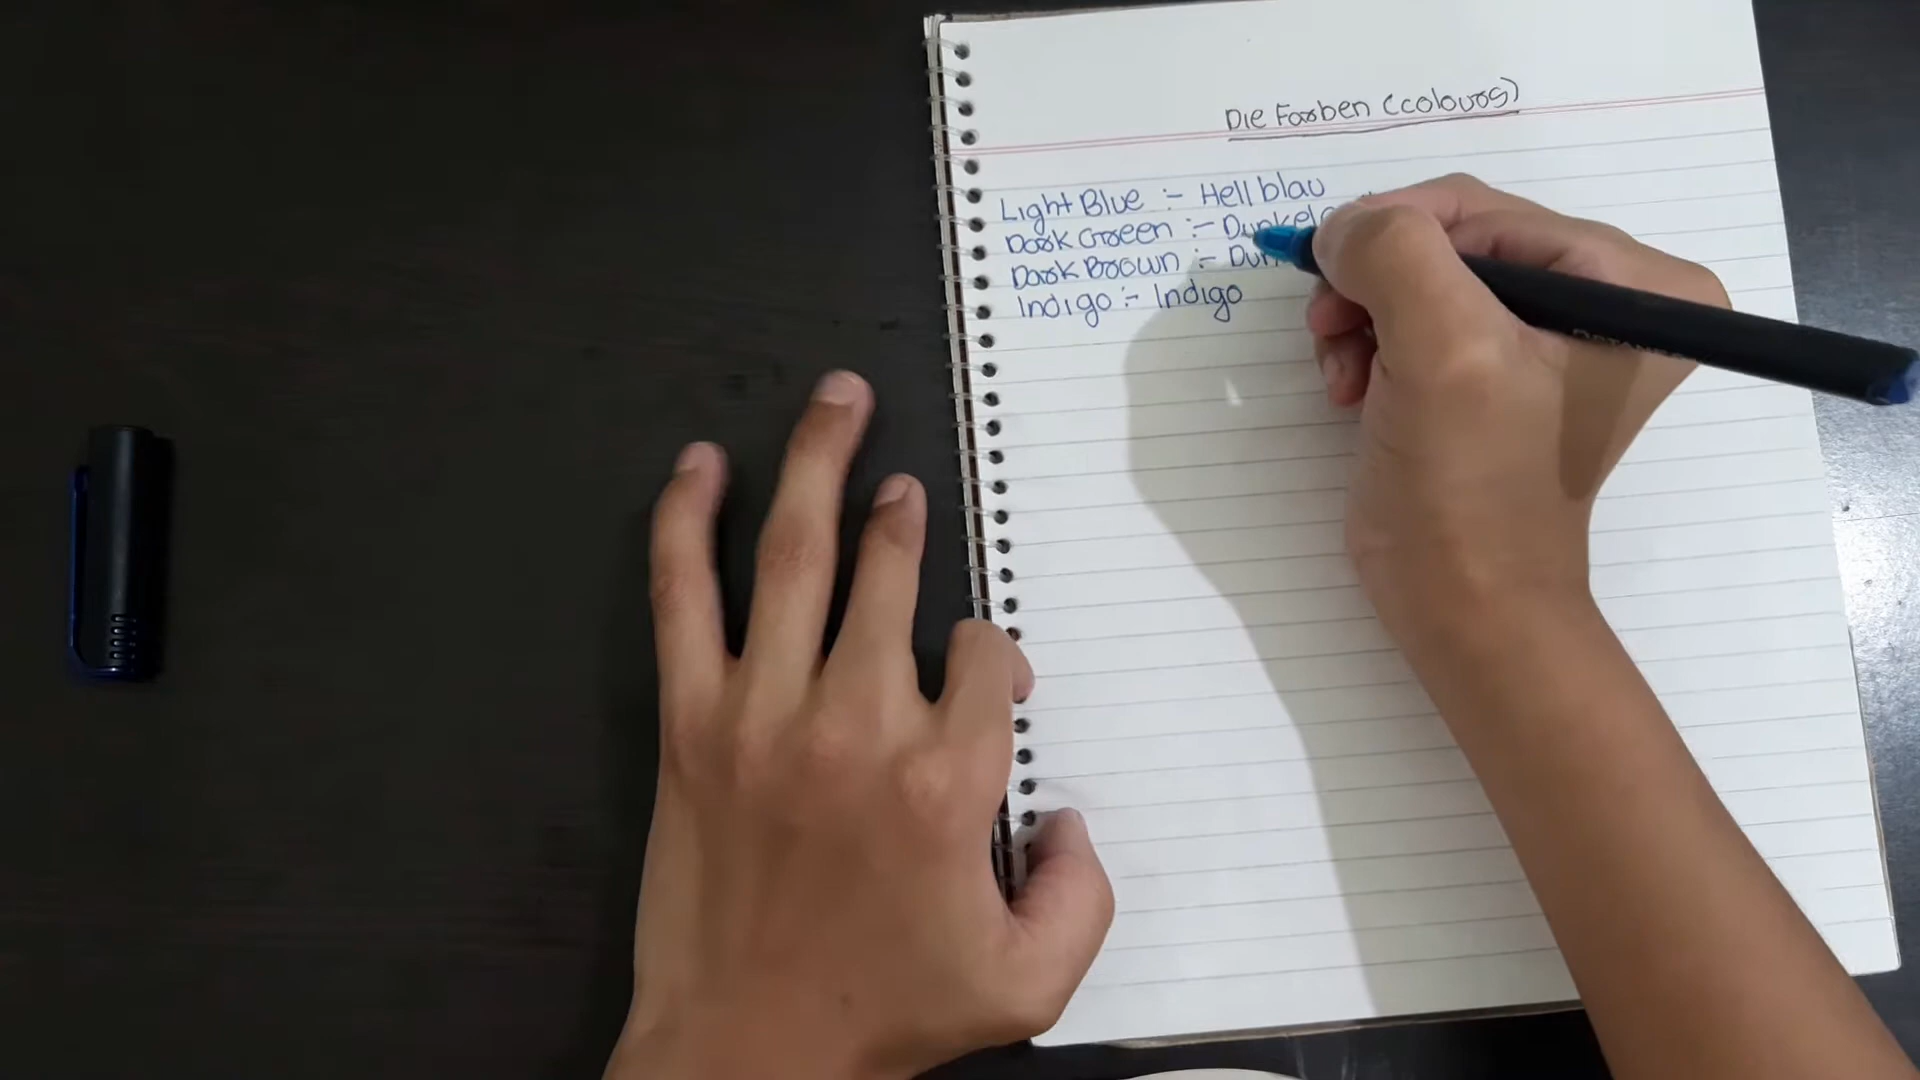 Die Farben (colours)
Light Blue :- Hell blau
Dark Green :-
Dark Brown :-
Indigo :- Indigo